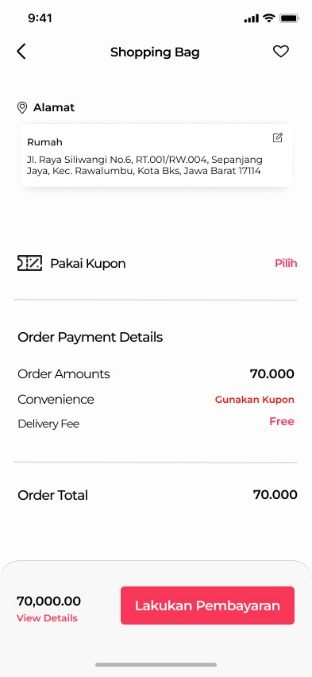 9:41
Shopping Bag
Alamat
Rumah
Jl. Raya Siliwangi No.6, RT.001/RW.004, Sepanjang
Jaya, Kec. Rawalumbu, Kota Bks, Jawa Barat 17114
Pakai Kupon Pilih
Order Payment Details
Order Amounts 70.000
Convenience Gunakan Kupon
Delivery Fee Free
Order Total 70.000
70,000.00
View Details
Lakukan Pembayaran